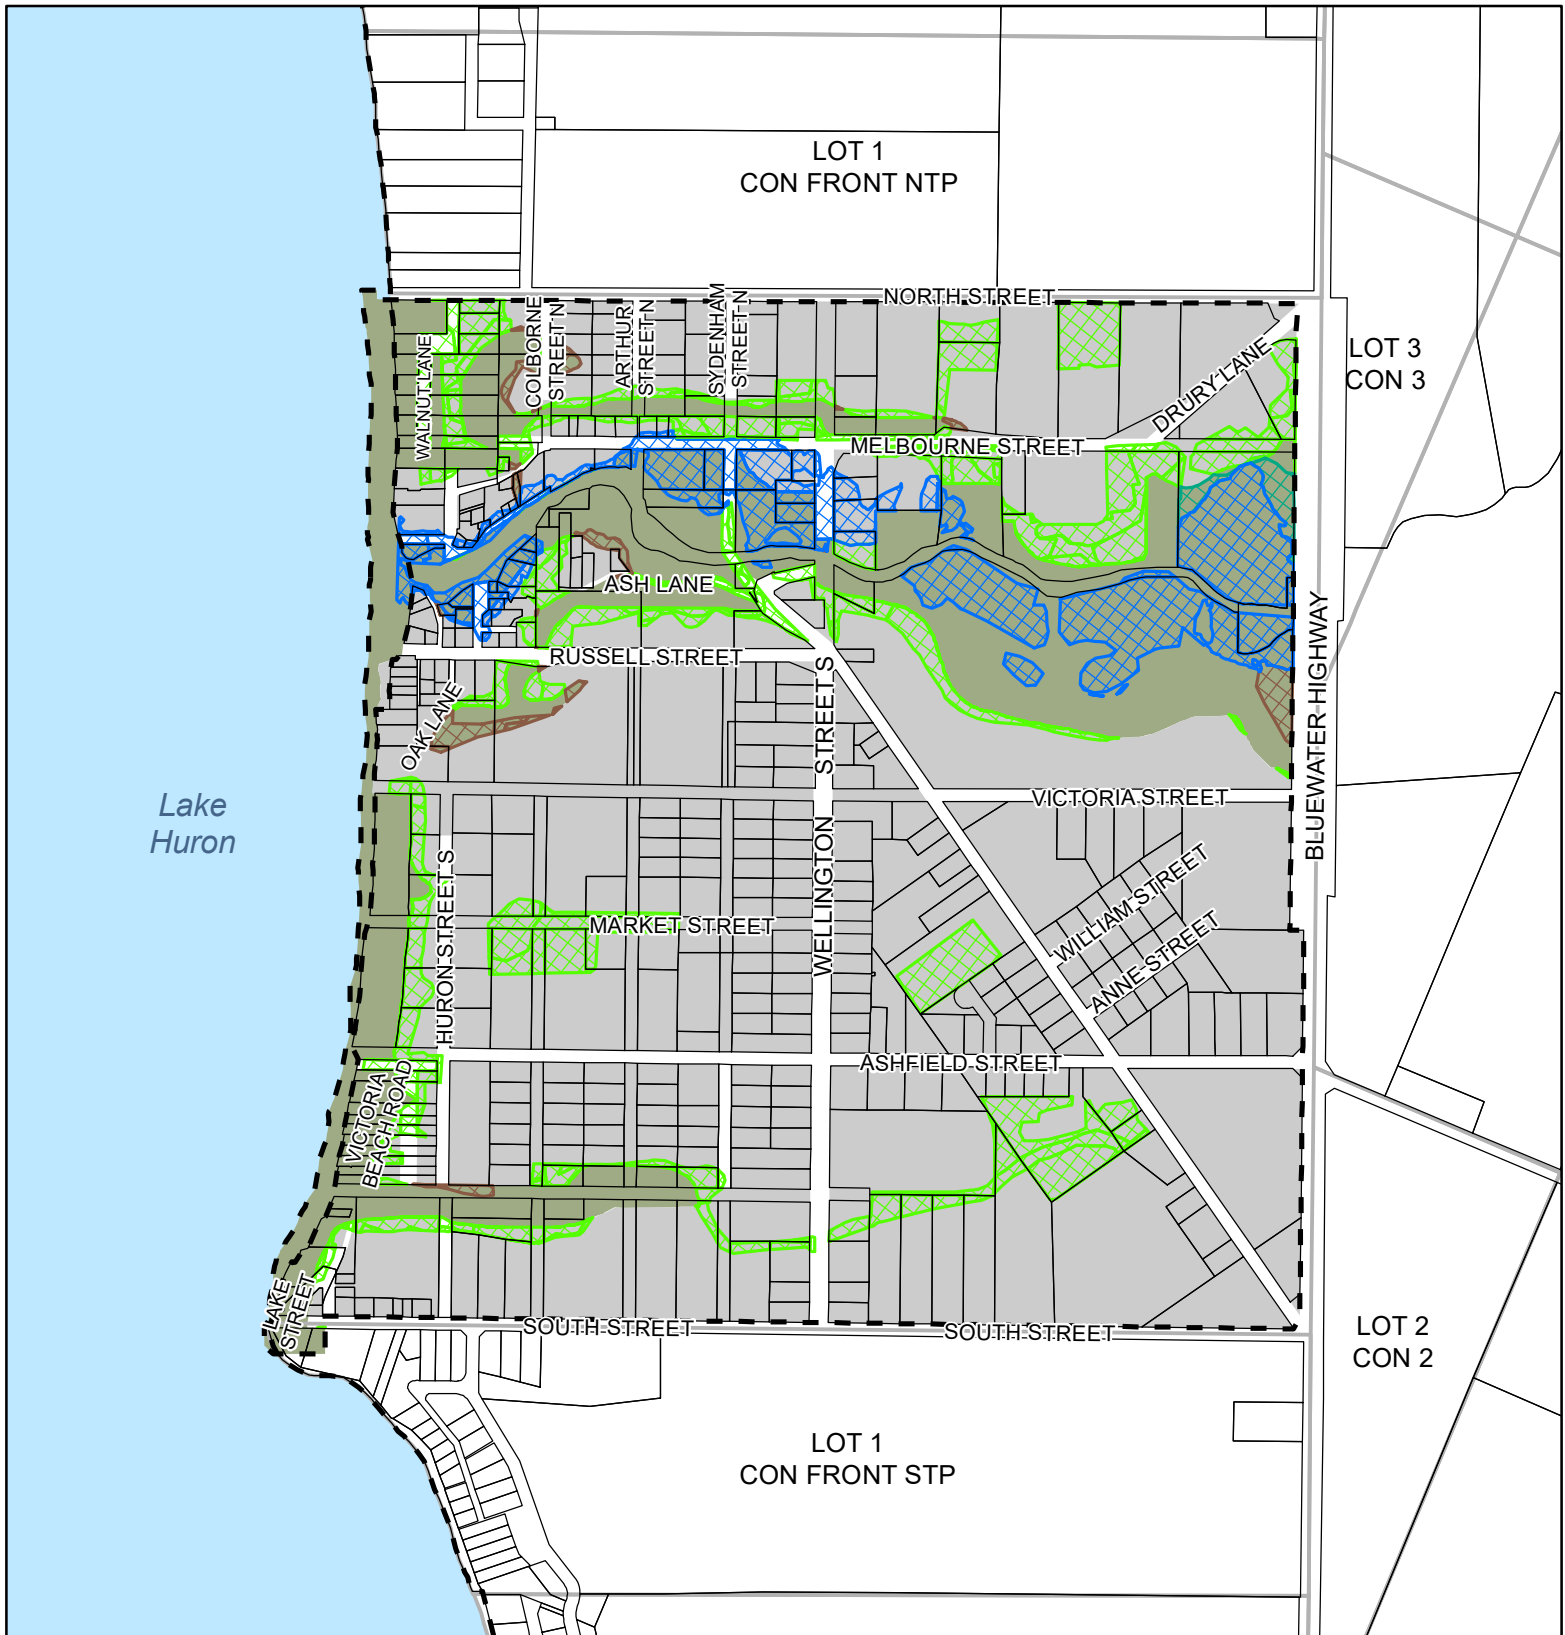 LOT 1
CON FRONT NTP
NORTH STREET
COLBORNE
STREET N
ARTHUR
STREET N
SYDENHAM
STREET N
WALNUT LANE
DRURY LANE
LOT 3
CON 3
MELBOURNE STREET
ASH LANE
RUSSELL STREET
OAK LANE
WELLINGTON STREET S
BLUEWATER HIGHWAY
VICTORIA STREET
Lake
Huron
HURON STREET S
MARKET STREET
WILLIAM STREET
ANNE STREET
ASHFIELD STREET
VICTORIA
BEACH ROAD
LAKE
STREET
SOUTH STREET
SOUTH STREET
LOT 2
CON 2
LOT 1
CON FRONT STP